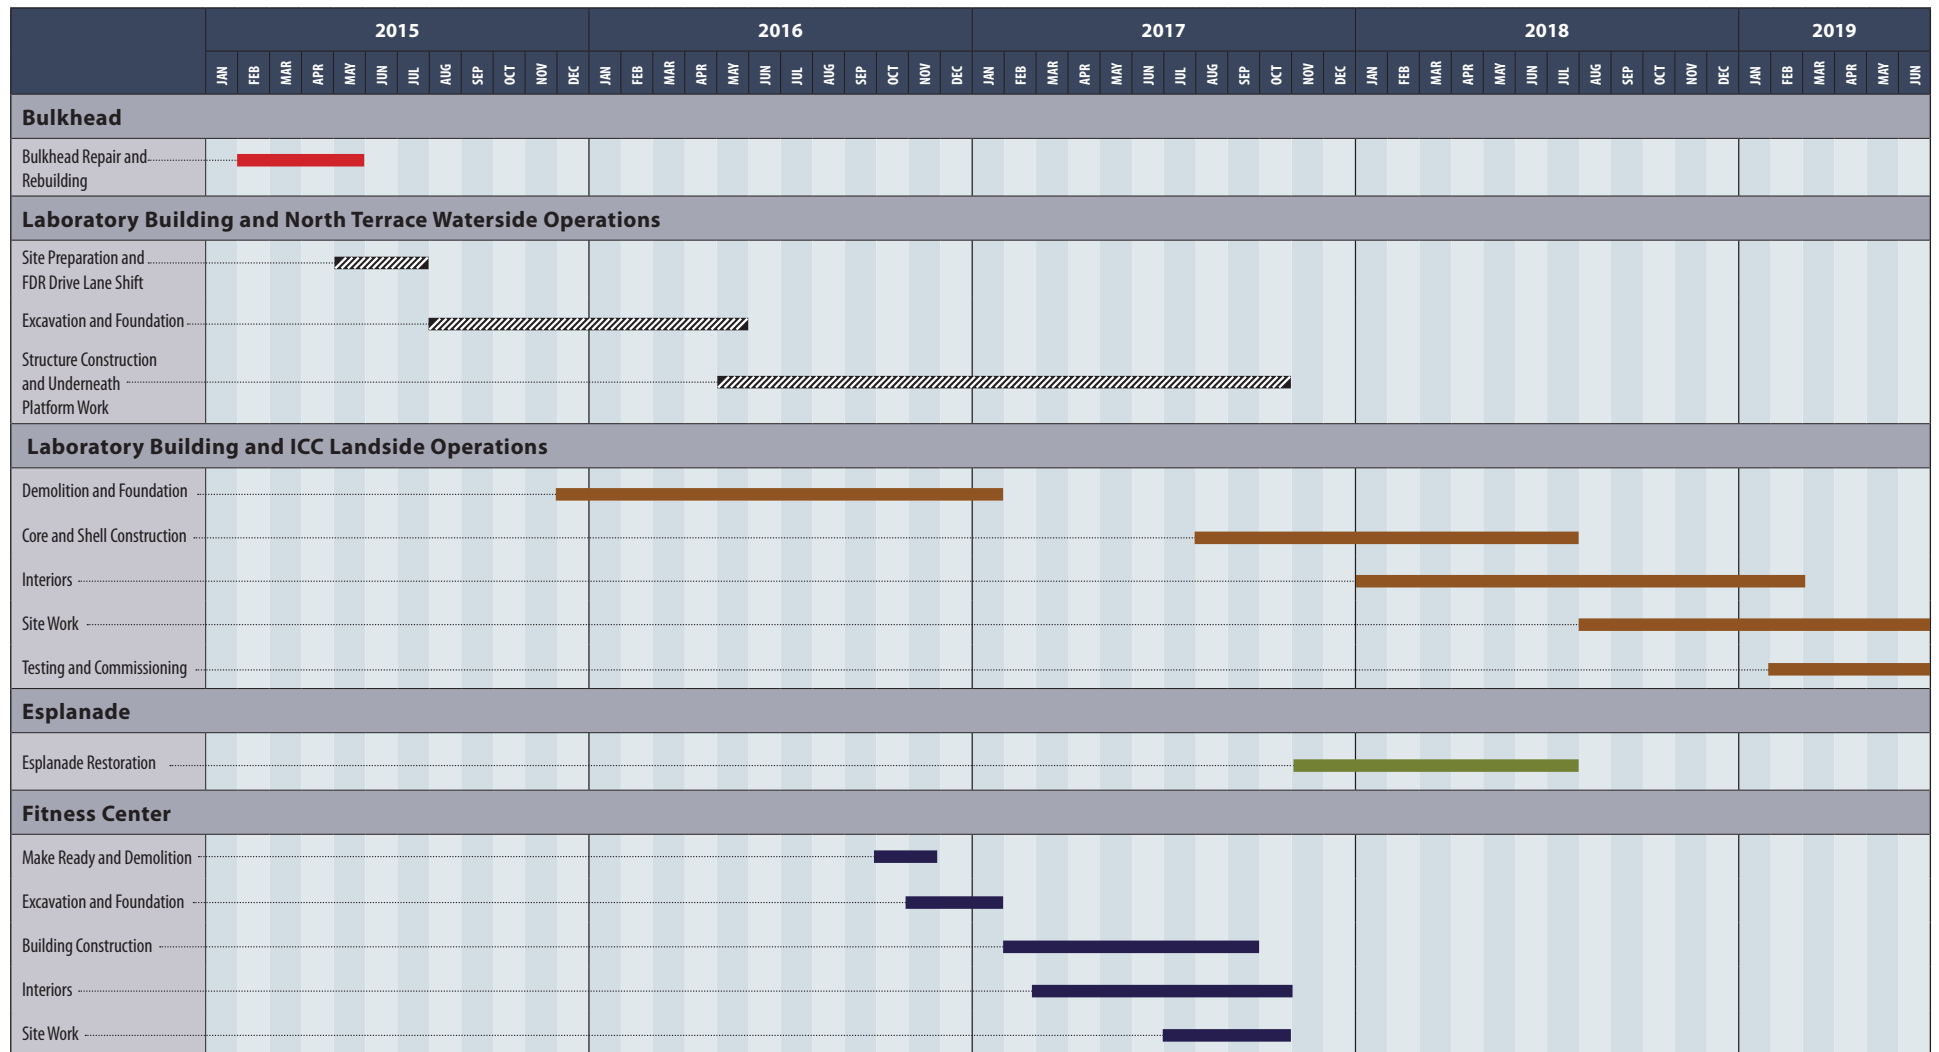 2015 2016 2017 2018 2019
JAN FEB MAR APR MAY JUN JUL AUG SEP OCT NOV DEC JAN FEB MAR APR MAY JUN JUL AUG SEP OCT NOV DEC JAN FEB MAR APR MAY JUN JUL AUG SEP OCT NOV DEC JAN FEB MAR APR MAY JUN JUL AUG SEP OCT NOV DEC JAN FEB MAR APR MAY JUN
Bulkhead
Bulkhead Repair and
Rebuilding
Laboratory Building and North Terrace Waterside Operations
Site Preparation and
FDR Drive Lane Shift
Excavation and Foundation
Structure Construction
and Underneath
Platform Work
Laboratory Building and ICC Landside Operations
Demolition and Foundation
Core and Shell Construction
Interiors
Site Work
Testing and Commissioning
Esplanade
Esplanade Restoration
Fitness Center
Make Ready and Demolition
Excavation and Foundation
Building Construction
Interiors
Site Work